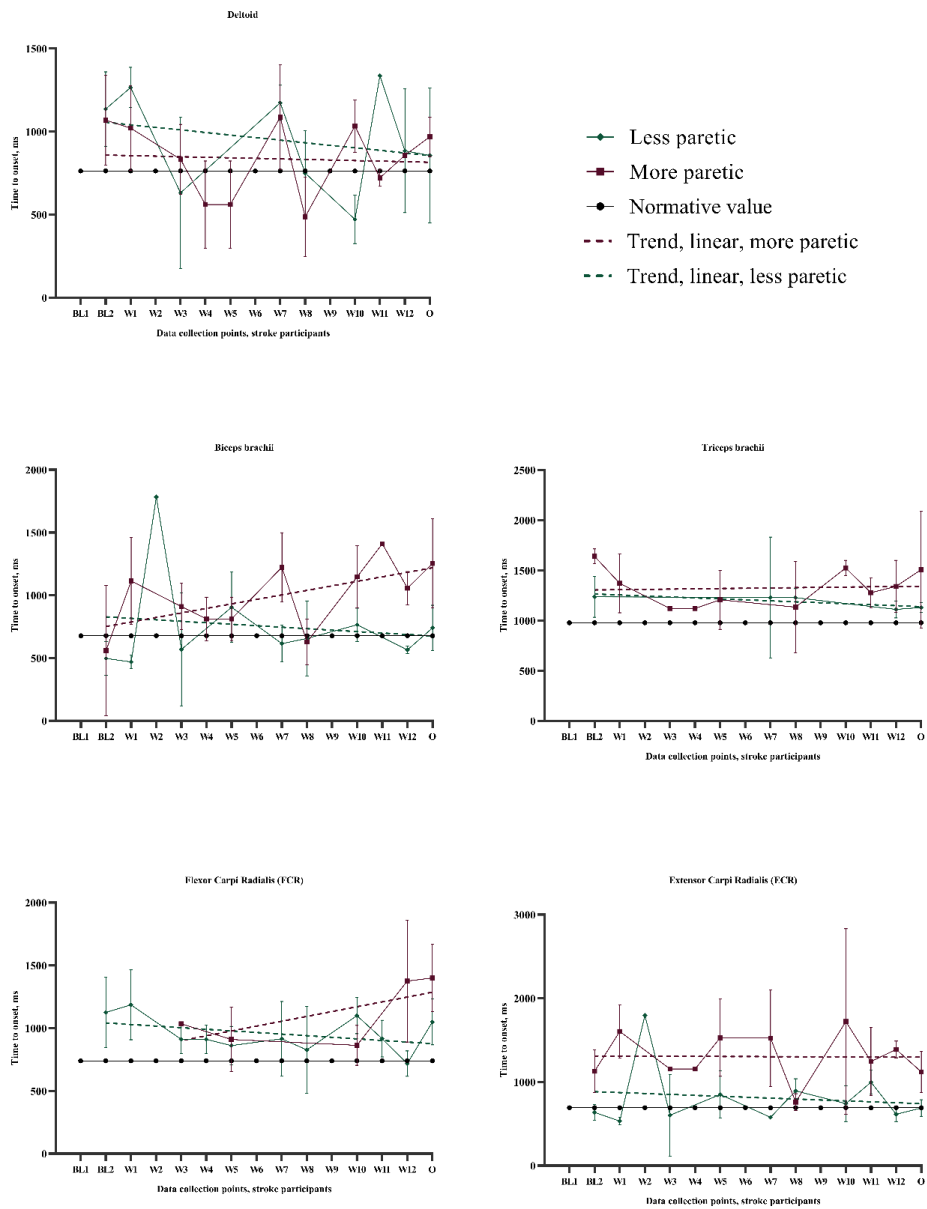 Deltoid
1500
1000
500
0
Time to onset, ms
BL1 BL2 W1 W2 W3 W4 W5 W6 W7 W8 W9 W10 W11 W12 O
Data collection points, stroke participants
Less paretic
More paretic
Normative value
Trend, linear, more paretic
Trend, linear, less paretic
Biceps brachii
2000
1500
1000
500
0
Time to onset, ms
BL1 BL2 W1 W2 W3 W4 W5 W6 W7 W8 W9 W10 W11 W12 O
Triceps brachii
2500
2000
1500
1000
500
0
Time to onset, ms
BL1 BL2 W1 W2 W3 W4 W5 W6 W7 W8 W9 W10 W11 W12 O
Data collection points, stroke participants
Flexor Carpi Radialis (FCR)
2000
1500
1000
500
0
Time to onset, ms
BL1 BL2 W1 W2 W3 W4 W5 W6 W7 W8 W9 W10 W11 W12 O
Data collection points, stroke participants
Extensor Carpi Radialis (ECR)
3000
2000
1000
0
Time to onset, ms
BL1 BL2 W1 W2 W3 W4 W5 W6 W7 W8 W9 W10 W11 W12 O
Data collection points, stroke participants